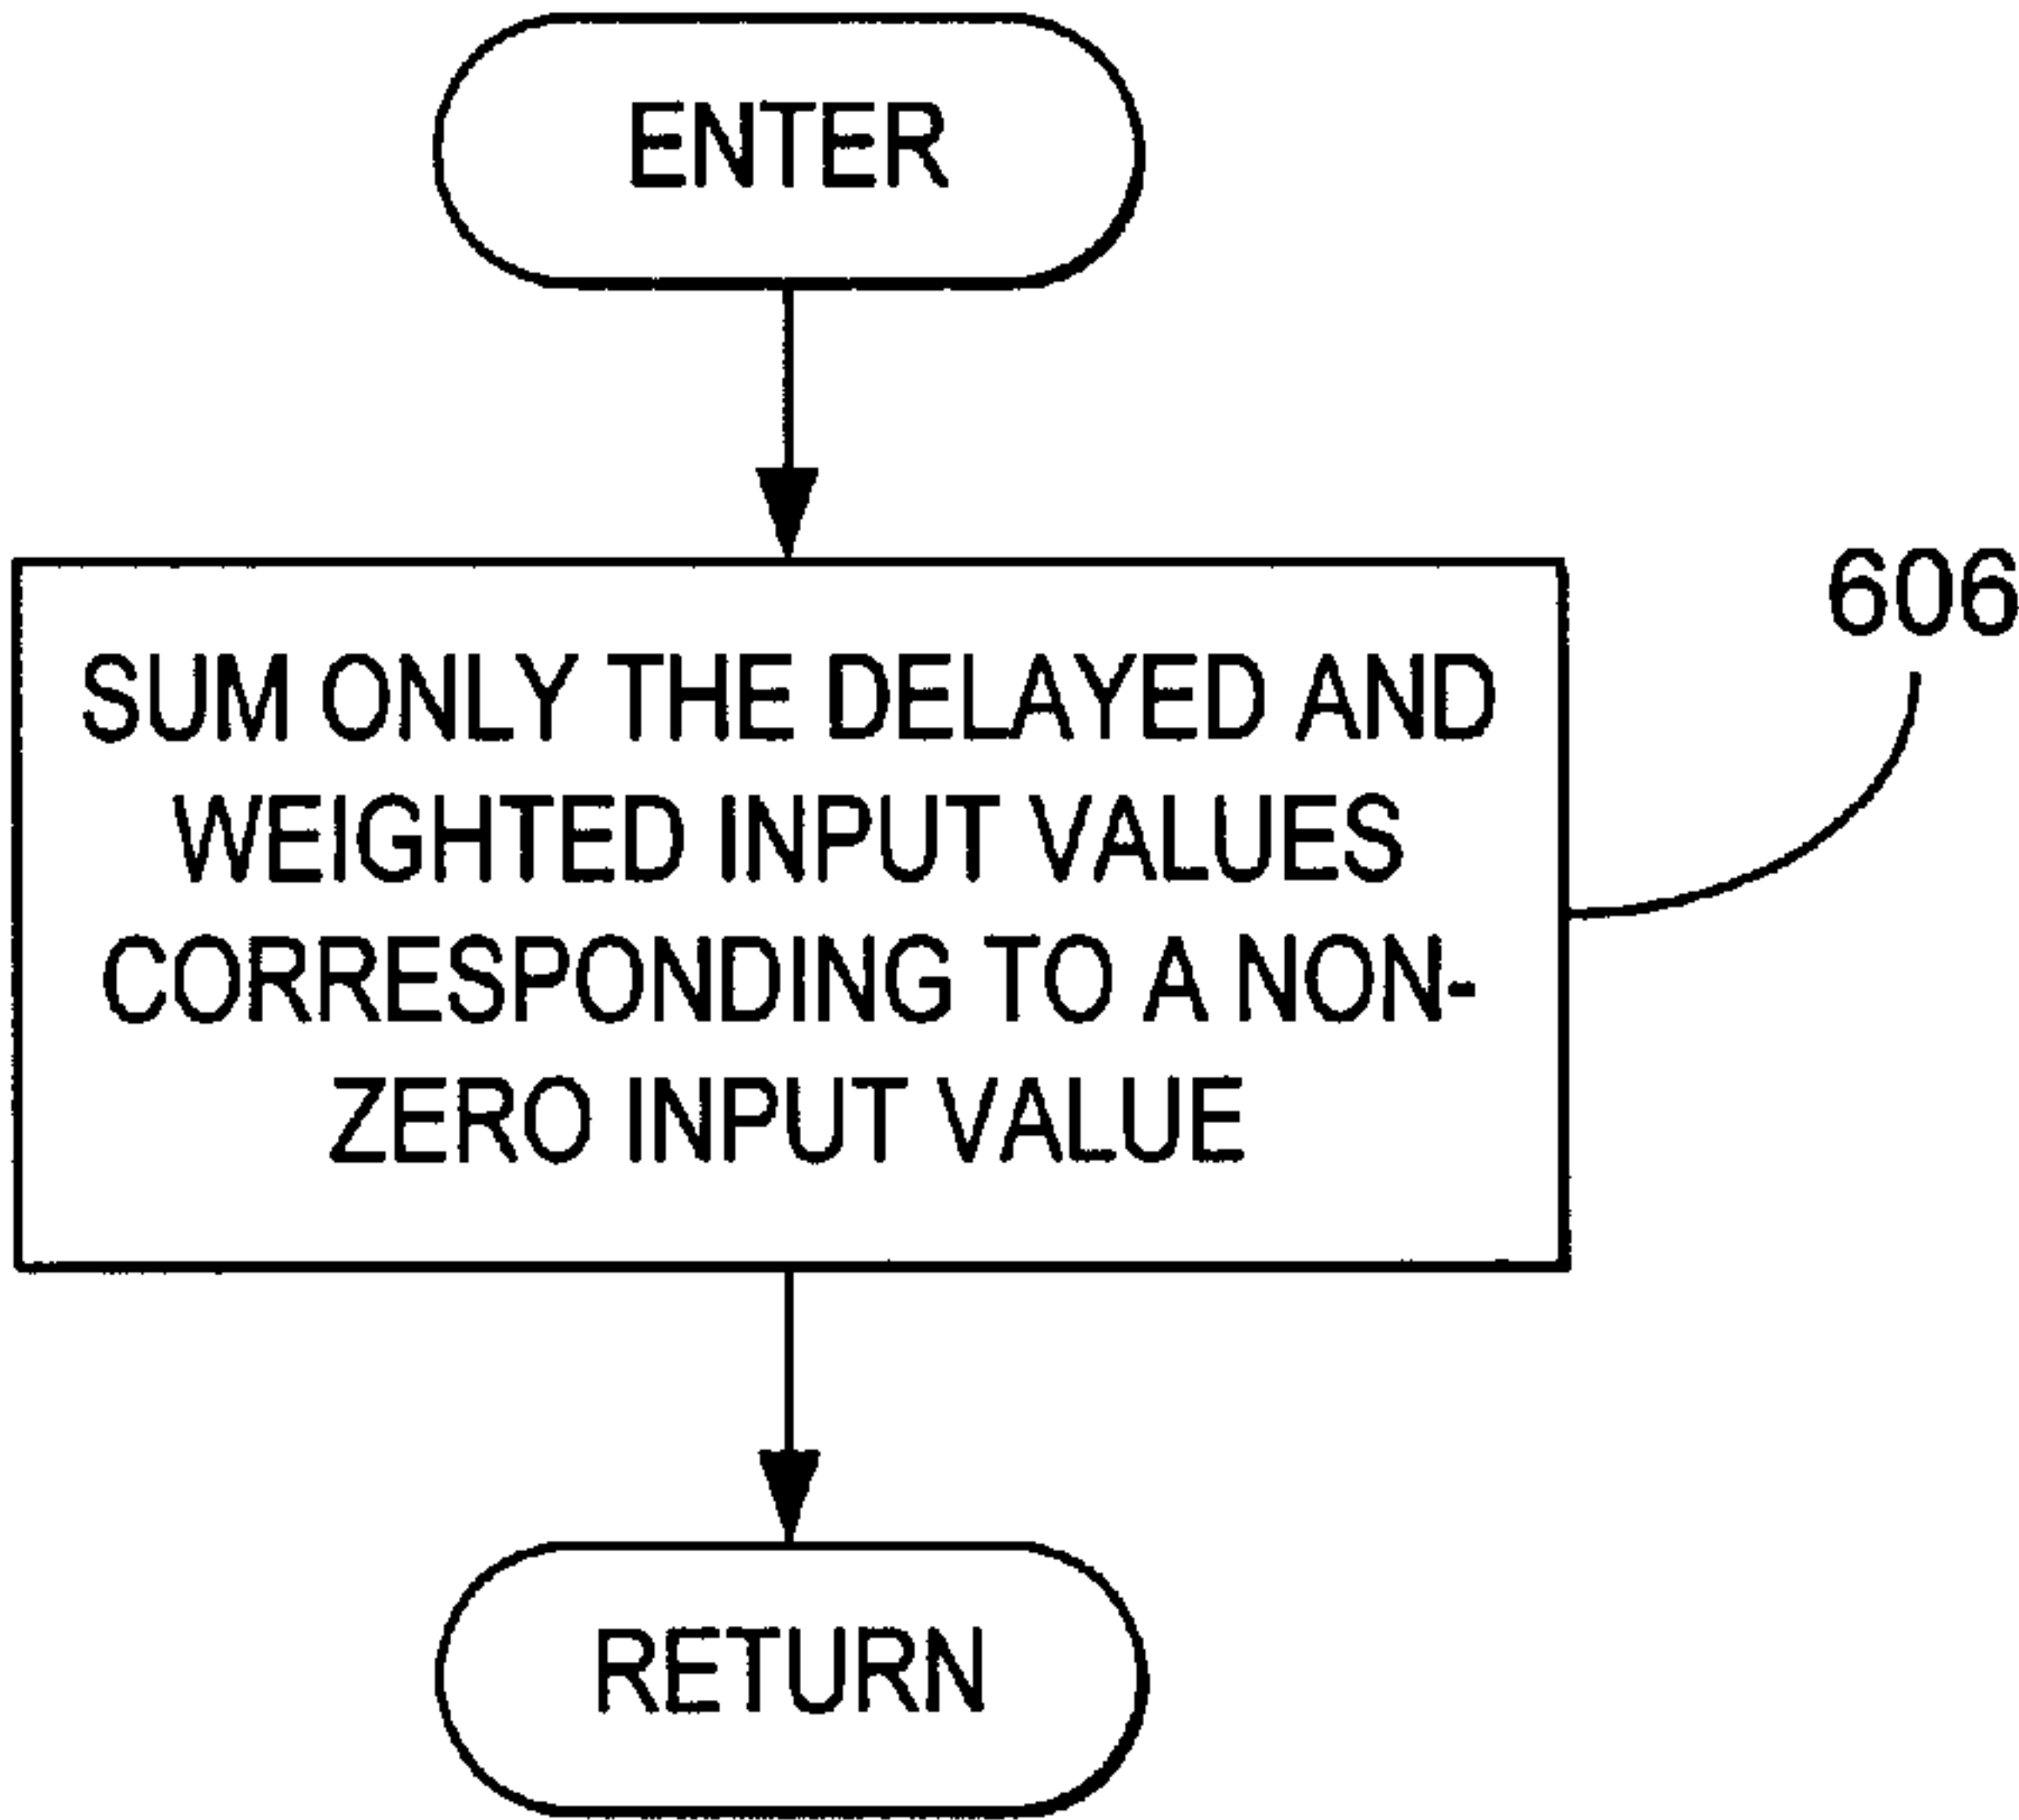 ENTER
SUM ONLY THE DELAYED AND
WEIGHTED INPUT VALUES
CORRESPONDING TO A NON-
ZERO INPUT VALUE
606
RETURN